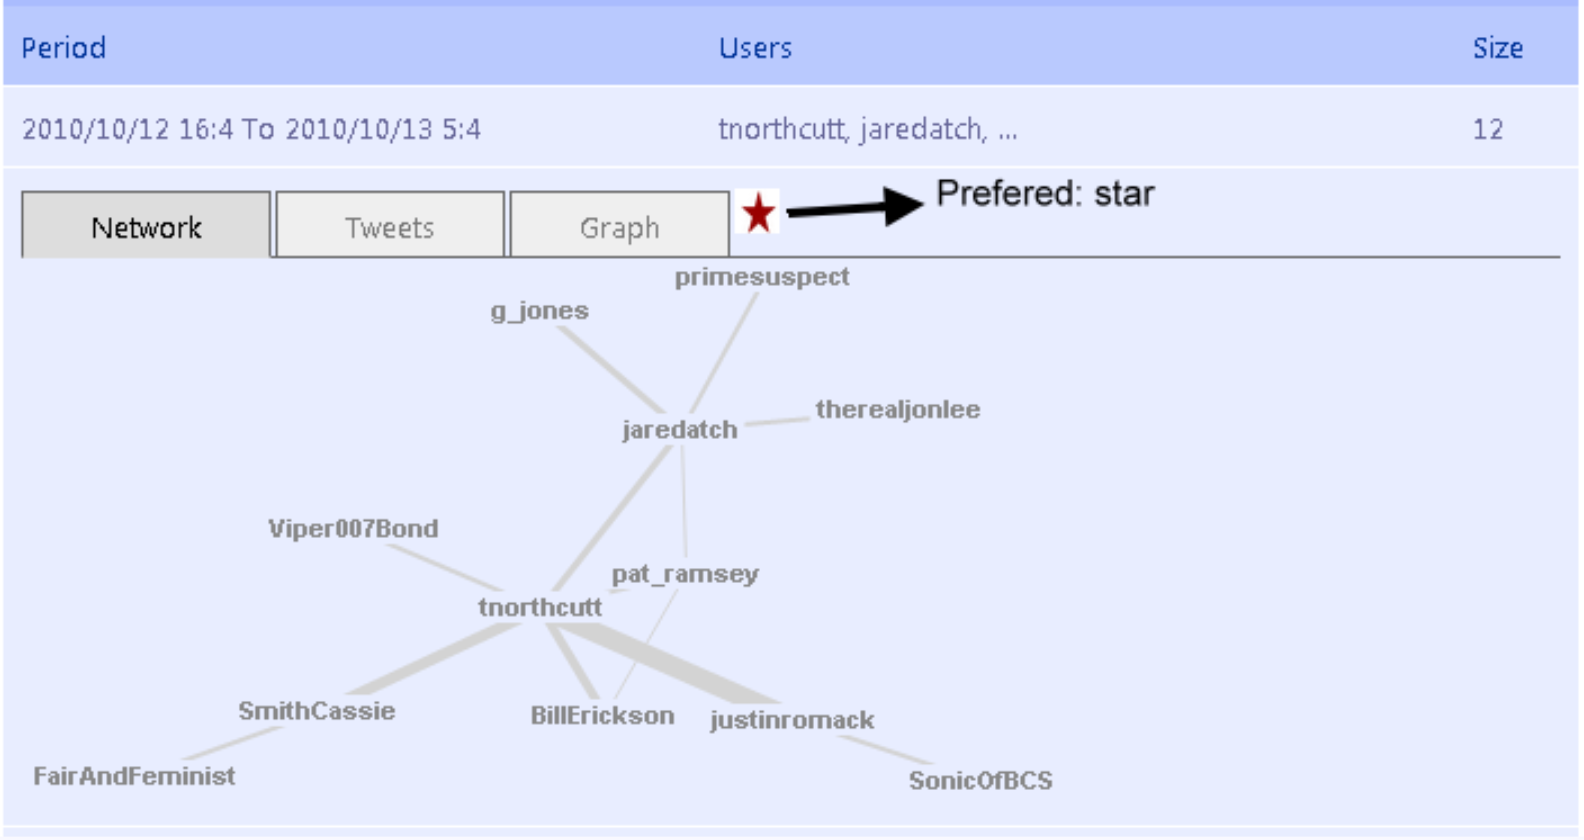 Period Users Size
2010/10/12 16:4 To 2010/10/13 5:4 tnorthcutt, jaredatch, ... 12
Prefered: star
Network Tweets Graph
primesuspect
g_jones
therealjonlee
jaredatch
Viper007Bond
pat_ramsey
tnorthcutt
SmithCassie
BillErickson
justinromack
FairAndFeminist
SonicOfBCS